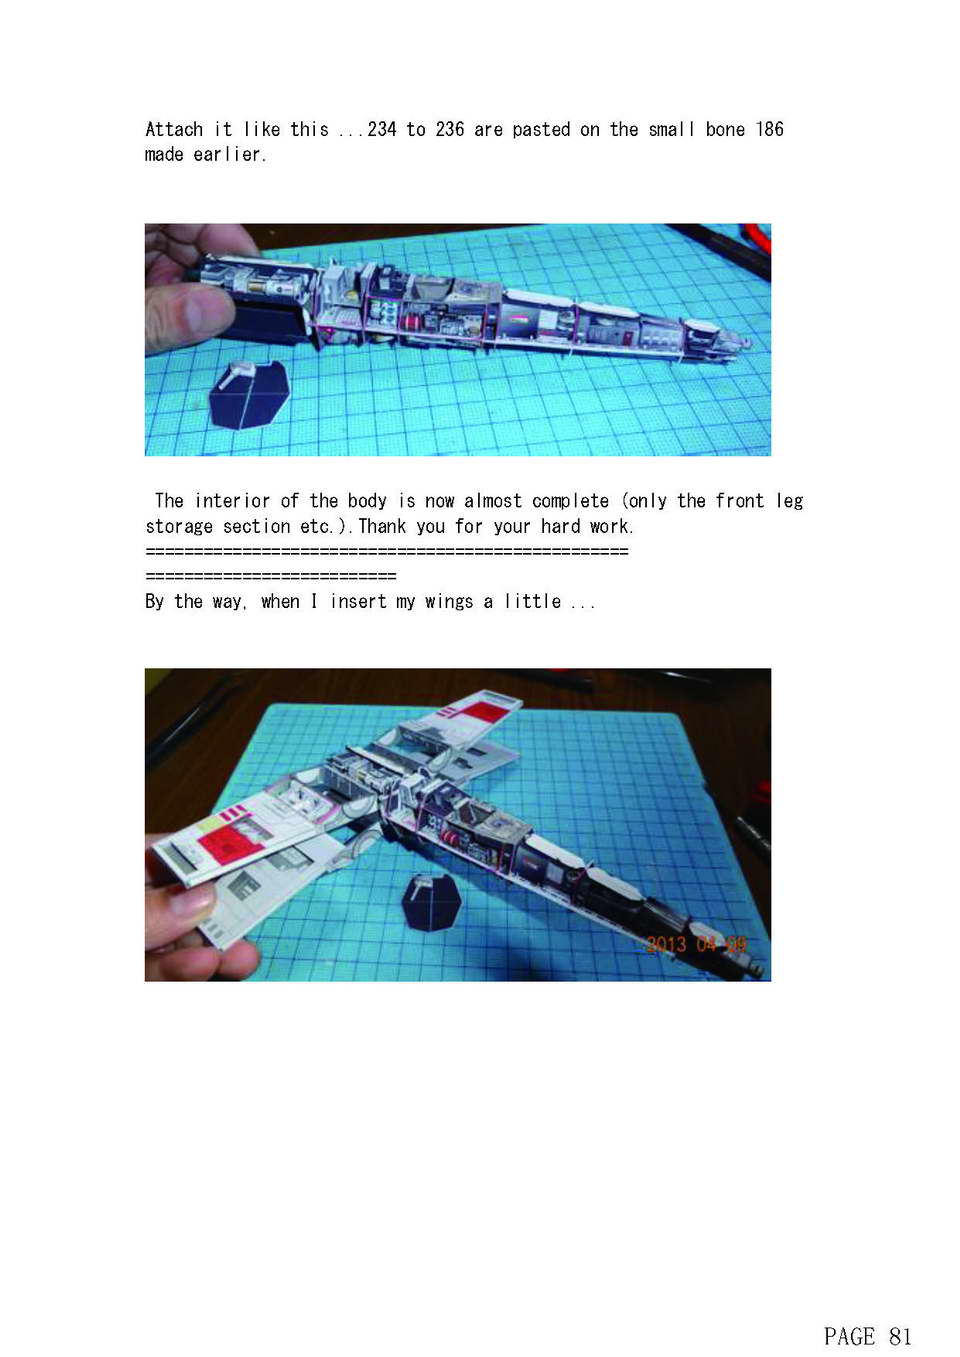 Attach it like this ...234 to 236 are pasted on the small bone 186
made earlier.
The interior of the body is now almost complete (only the front leg
storage section etc.).Thank you for your hard work.
==================================================
==========================
By the way, when I insert my wings a little ...
2013 04 09
PAGE 81